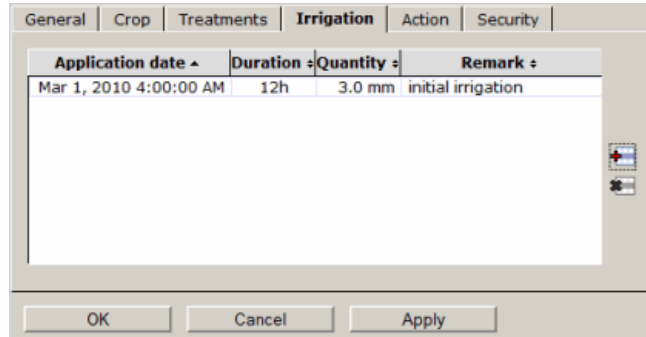 General Crop Treatments Irrigation Action Security
Application date Duration Quantity Remark
Mar 1, 2010 4:00:00 AM 12h 3.0 mm initial irrigation
OK Cancel Apply